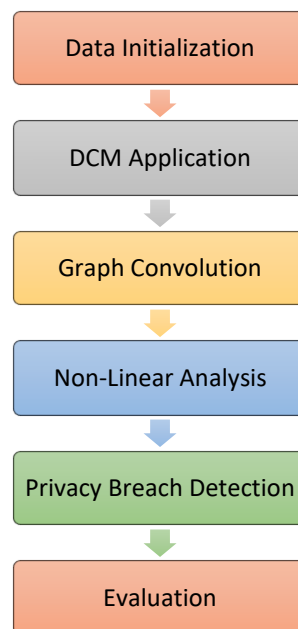 Data Initialization
DCM Application
Graph Convolution
Non-Linear Analysis
Privacy Breach Detection
Evaluation